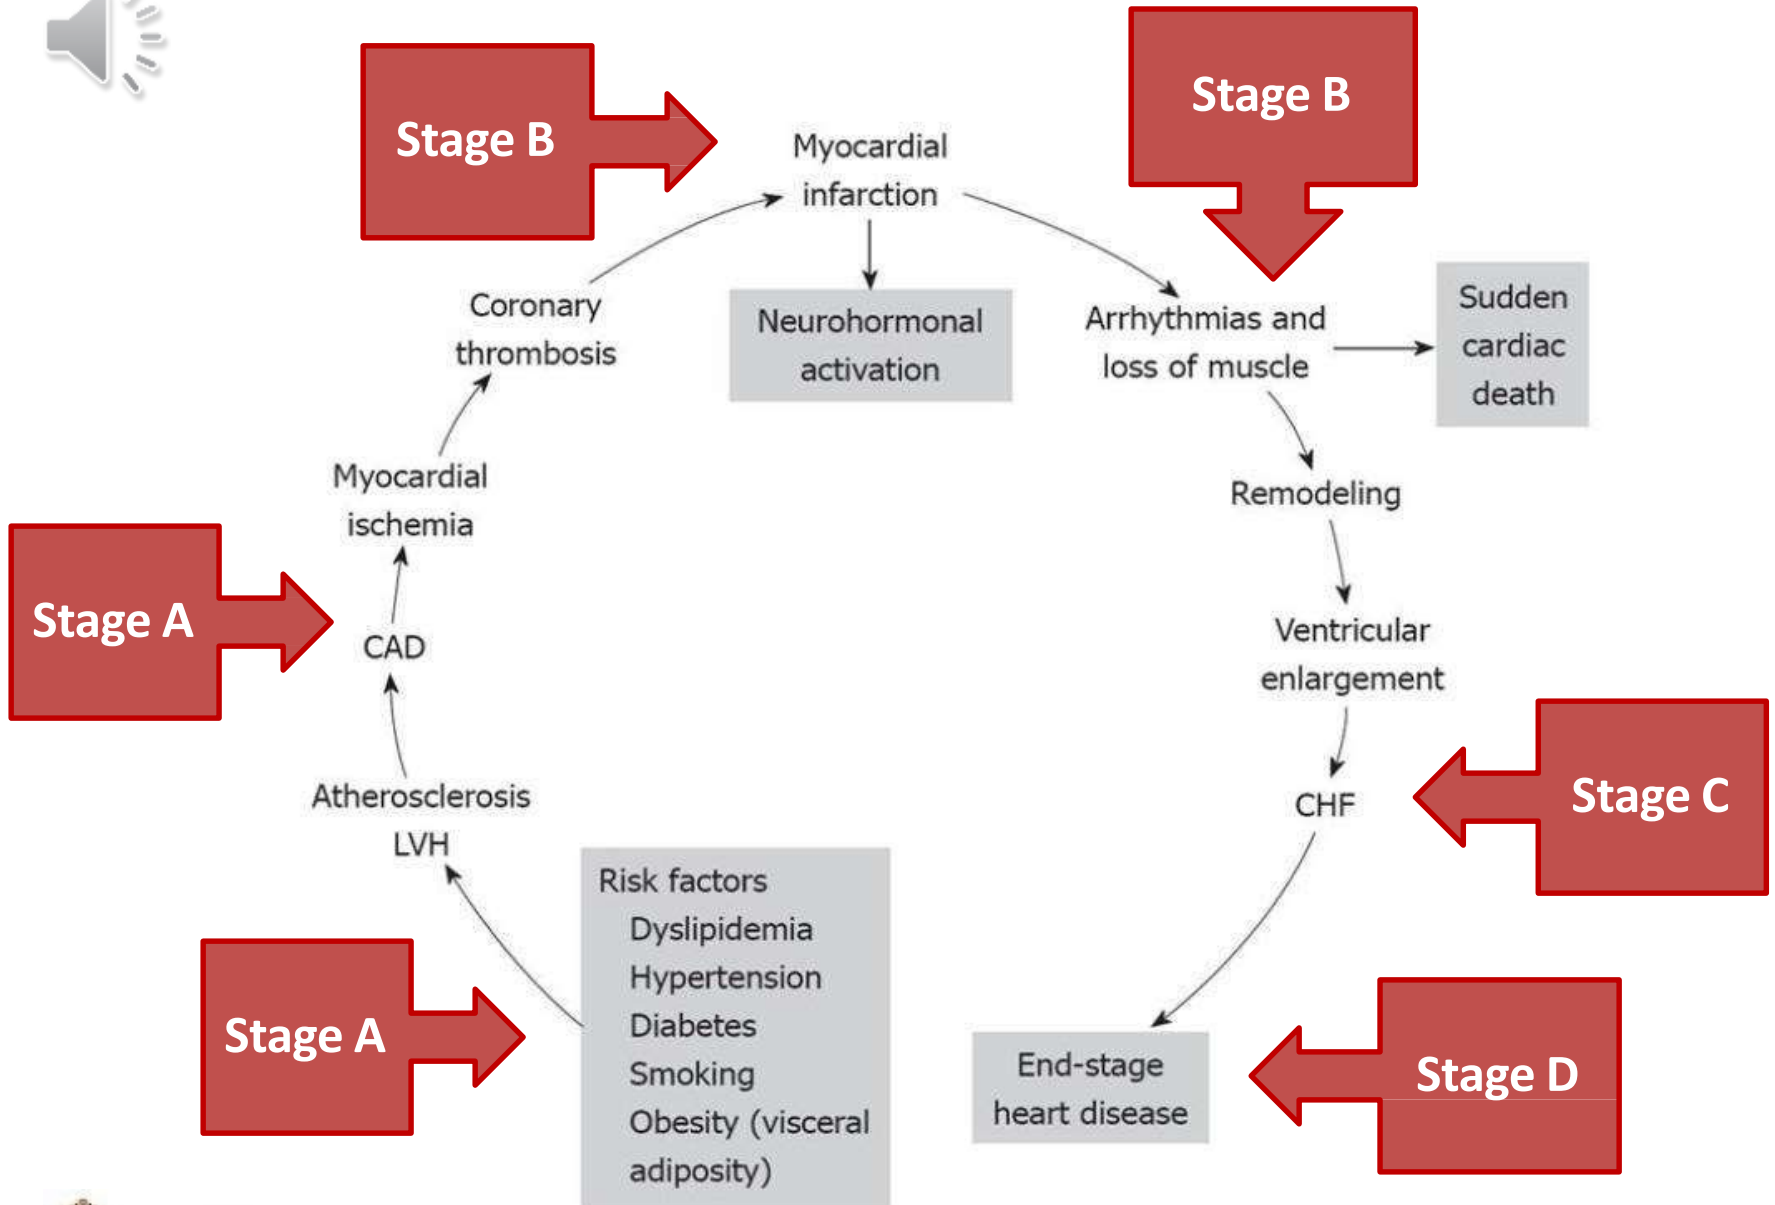 Stage B
Stage B
Myocardial
infarction
Coronary
thrombosis
Neurohormonal
activation
Arrhythmias and
loss of muscle
Sudden
cardiac
death
Myocardial
ischemia
Remodeling
Stage A
CAD
Ventricular
enlargement
Atherosclerosis
LVH
CHF
Stage C
Risk factors
Dyslipidemia
Hypertension
Diabetes
Smoking
Obesity (visceral
adiposity)
Stage A
End-stage
heart disease
Stage D